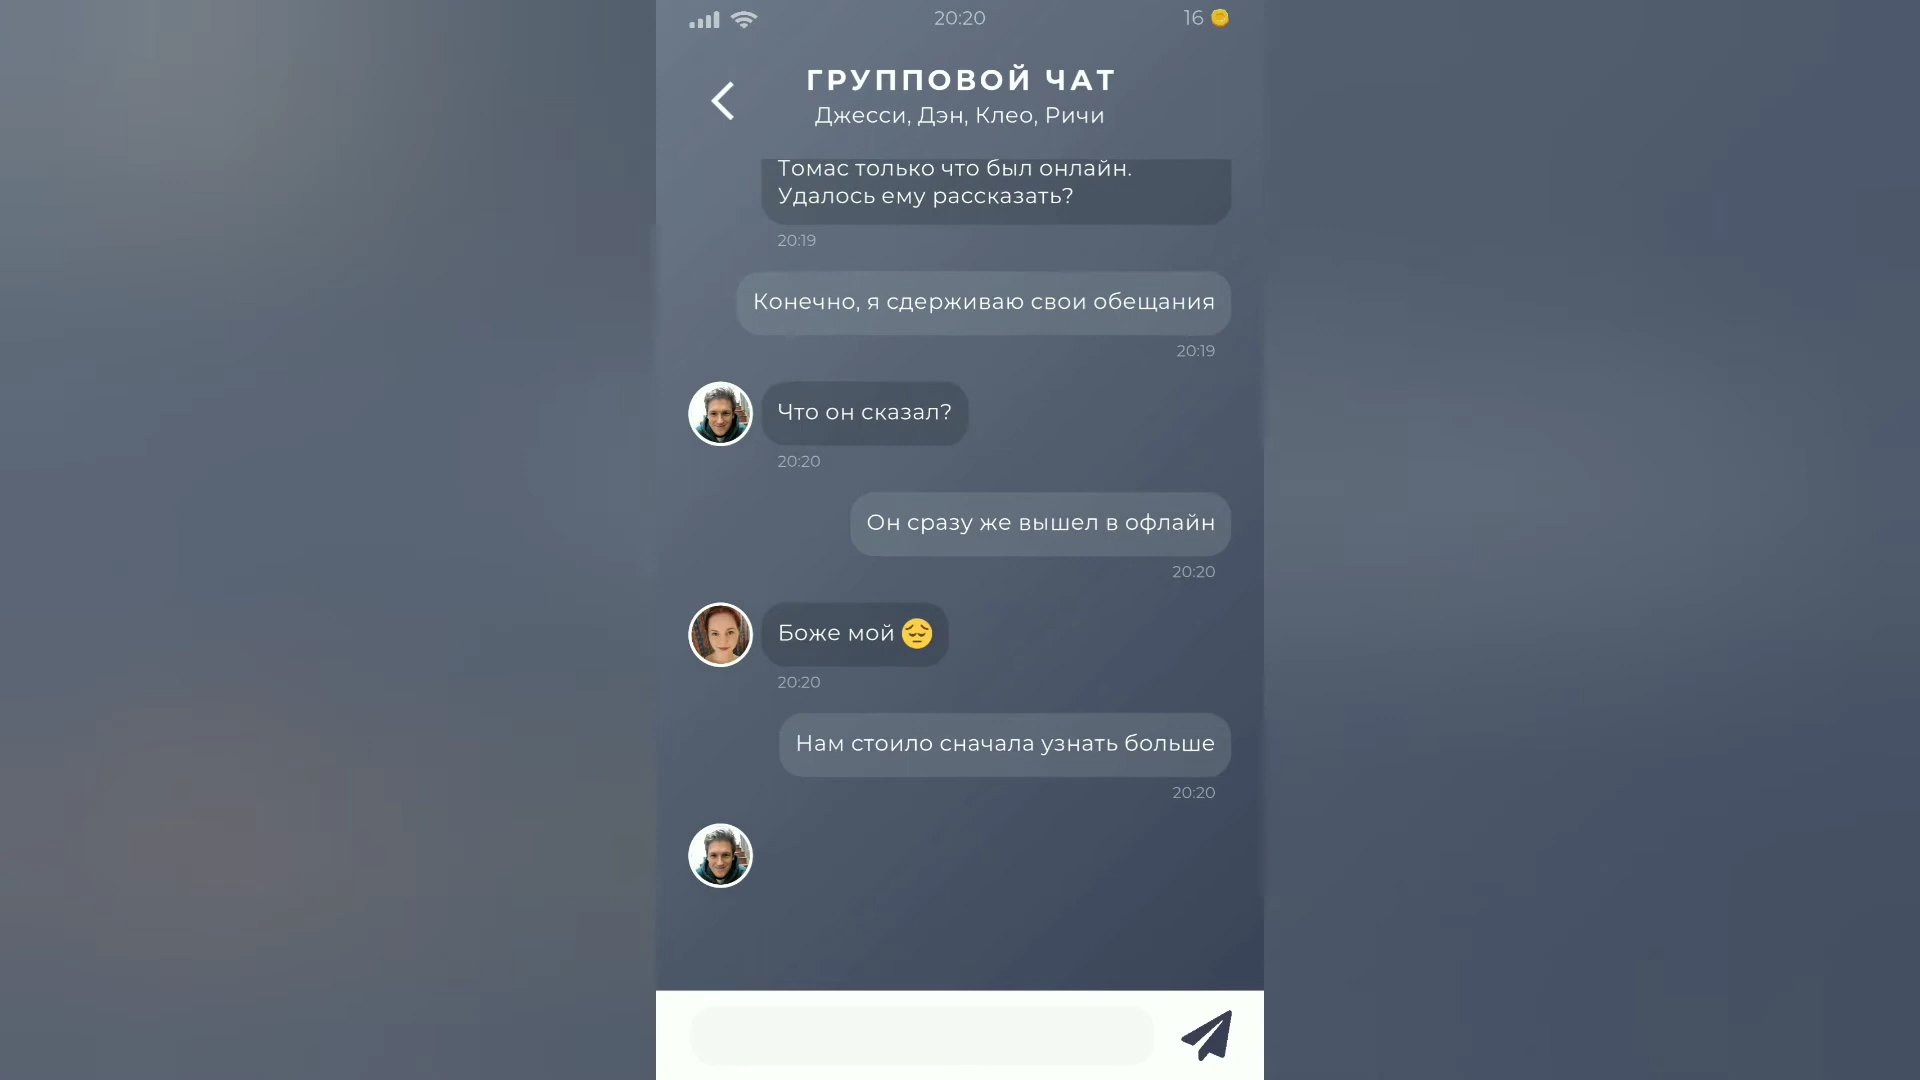 20:20
16
ГРУППОВОЙ ЧАТ
Джесси, Дэн, Клео, Ричи
Томас только что был онлайн.
Удалось ему рассказать?
20:19
Конечно, я сдерживаю свои обещания
20:19
Что он сказал?
20:20
Он сразу же вышел в офлайн
20:20
Боже мой 😔
20:20
Нам стоило сначала узнать больше
20:20